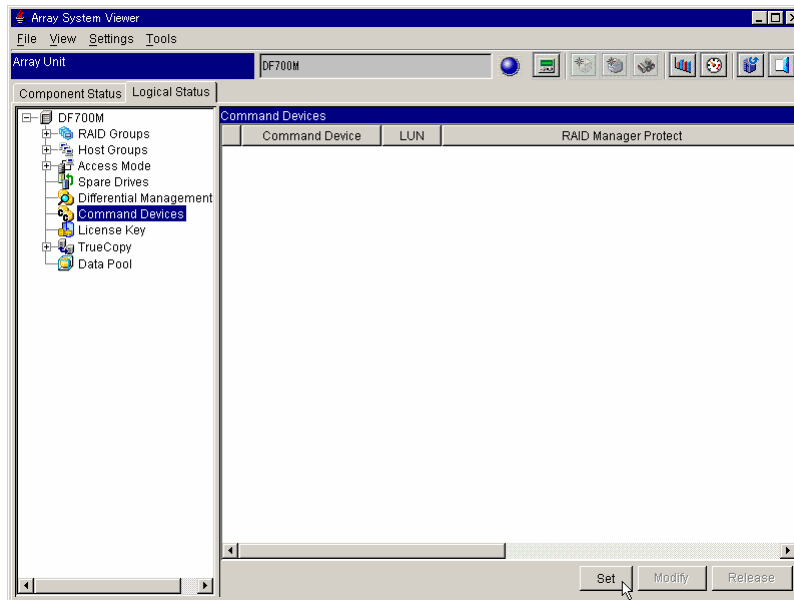 Array System Viewer
File View Settings Tools
Array Unit
DF700M
Component Status Logical Status
DF700M
RAID Groups
Host Groups
Access Mode
Spare Drives
Differential Management
Command Devices
License Key
TrueCopy
Data Pool
Command Devices
Command Device LUN RAID Manager Protect
Set Modify Release